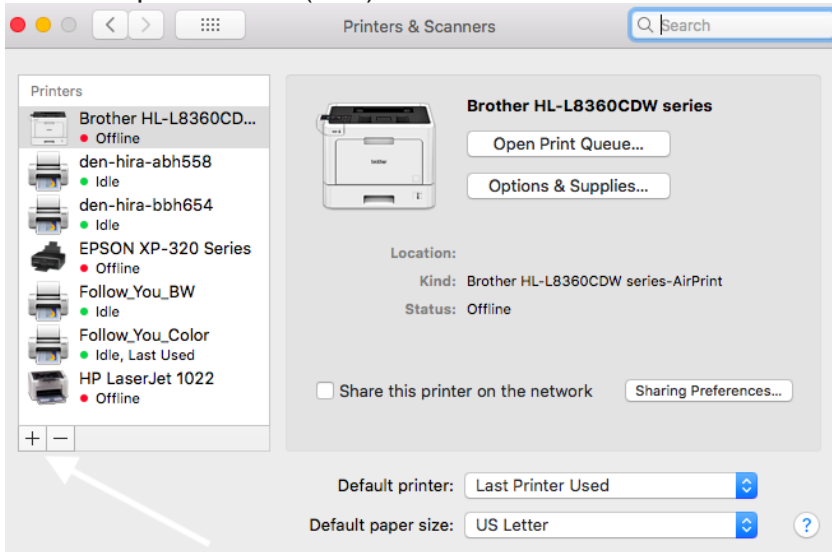 Printers & Scanners
Search
Printers
Brother HL-L8360CD...
Offline
den-hira-abh558
Idle
den-hira-bbh654
Idle
EPSON XP-320 Series
Offline
Follow_You_BW
Idle
Follow_You_Color
Idle, Last Used
HP LaserJet 1022
Offline
+ −
Brother HL-L8360CDW series
Open Print Queue...
Options & Supplies...
Location:
Kind: Brother HL-L8360CDW series-AirPrint
Status: Offline
Share this printer on the network Sharing Preferences...
Default printer: Last Printer Used
Default paper size: US Letter ?